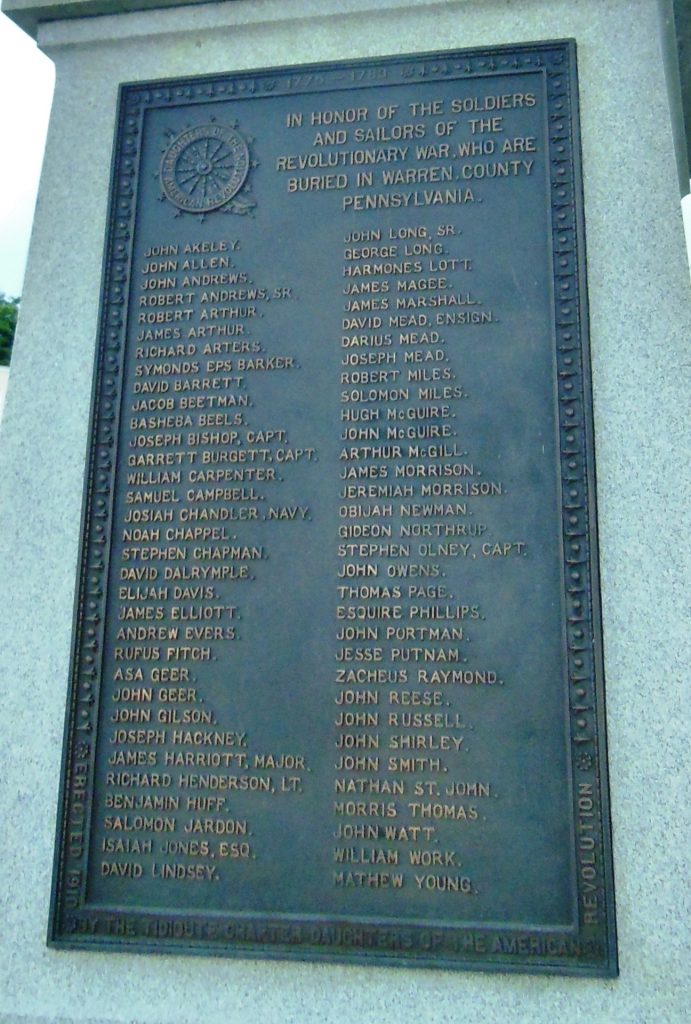 1776 – 1783
DAUGHTERS OF THE
AMERICAN REVOLUTION
IN HONOR OF THE SOLDIERS
AND SAILORS OF THE
REVOLUTIONARY WAR, WHO ARE
BURIED IN WARREN COUNTY
PENNSYLVANIA.
JOHN AKELEY.
JOHN ALLEN.
JOHN ANDREWS.
ROBERT ANDREWS, SR.
ROBERT ARTHUR.
JAMES ARTHUR.
RICHARD ARTERS.
SYMONDS EPS BARKER.
DAVID BARRETT.
JACOB BEETMAN.
BASHEBA BEELS.
JOSEPH BISHOP, CAPT.
GARRETT BURGETT, CAPT.
WILLIAM CARPENTER.
SAMUEL CAMPBELL.
JOSIAH CHANDLER, NAVY.
NOAH CHAPPEL.
STEPHEN CHAPMAN.
DAVID DALRYMPLE.
ELIJAH DAVIS.
JAMES ELLIOTT.
ANDREW EVERS.
RUFUS FITCH.
ASA GEER.
JOHN GEER.
JOHN GILSON.
JOSEPH HACKNEY.
JAMES HARRIOTT, MAJOR.
RICHARD HENDERSON, LT.
BENJAMIN HUFF.
SALOMON JARDON.
ISAIAH JONES, ESQ.
DAVID LINDSEY.
JOHN LONG, SR.
GEORGE LONG.
HARMONES LOTT.
JAMES MAGEE.
JAMES MARSHALL.
DAVID MEAD, ENSIGN.
DARIUS MEAD.
JOSEPH MEAD.
ROBERT MILES.
SOLOMON MILES.
HUGH McGUIRE.
JOHN McGUIRE.
ARTHUR McGILL.
JAMES MORRISON.
JEREMIAH MORRISON.
OBIJAH NEWMAN.
GIDEON NORTHRUP.
STEPHEN OLNEY, CAPT.
JOHN OWENS.
THOMAS PAGE.
ESQUIRE PHILLIPS.
JOHN PORTMAN.
JESSE PUTNAM.
ZACHEUS RAYMOND.
JOHN REESE.
JOHN RUSSELL.
JOHN SHIRLEY.
JOHN SMITH.
NATHAN ST. JOHN.
MORRIS THOMAS.
JOHN WATT.
WILLIAM WORK.
MATHEW YOUNG.
ERECTED 1910
BY THE TIDIOUTE CHAPTER DAUGHTERS OF THE AMERICAN
REVOLUTION